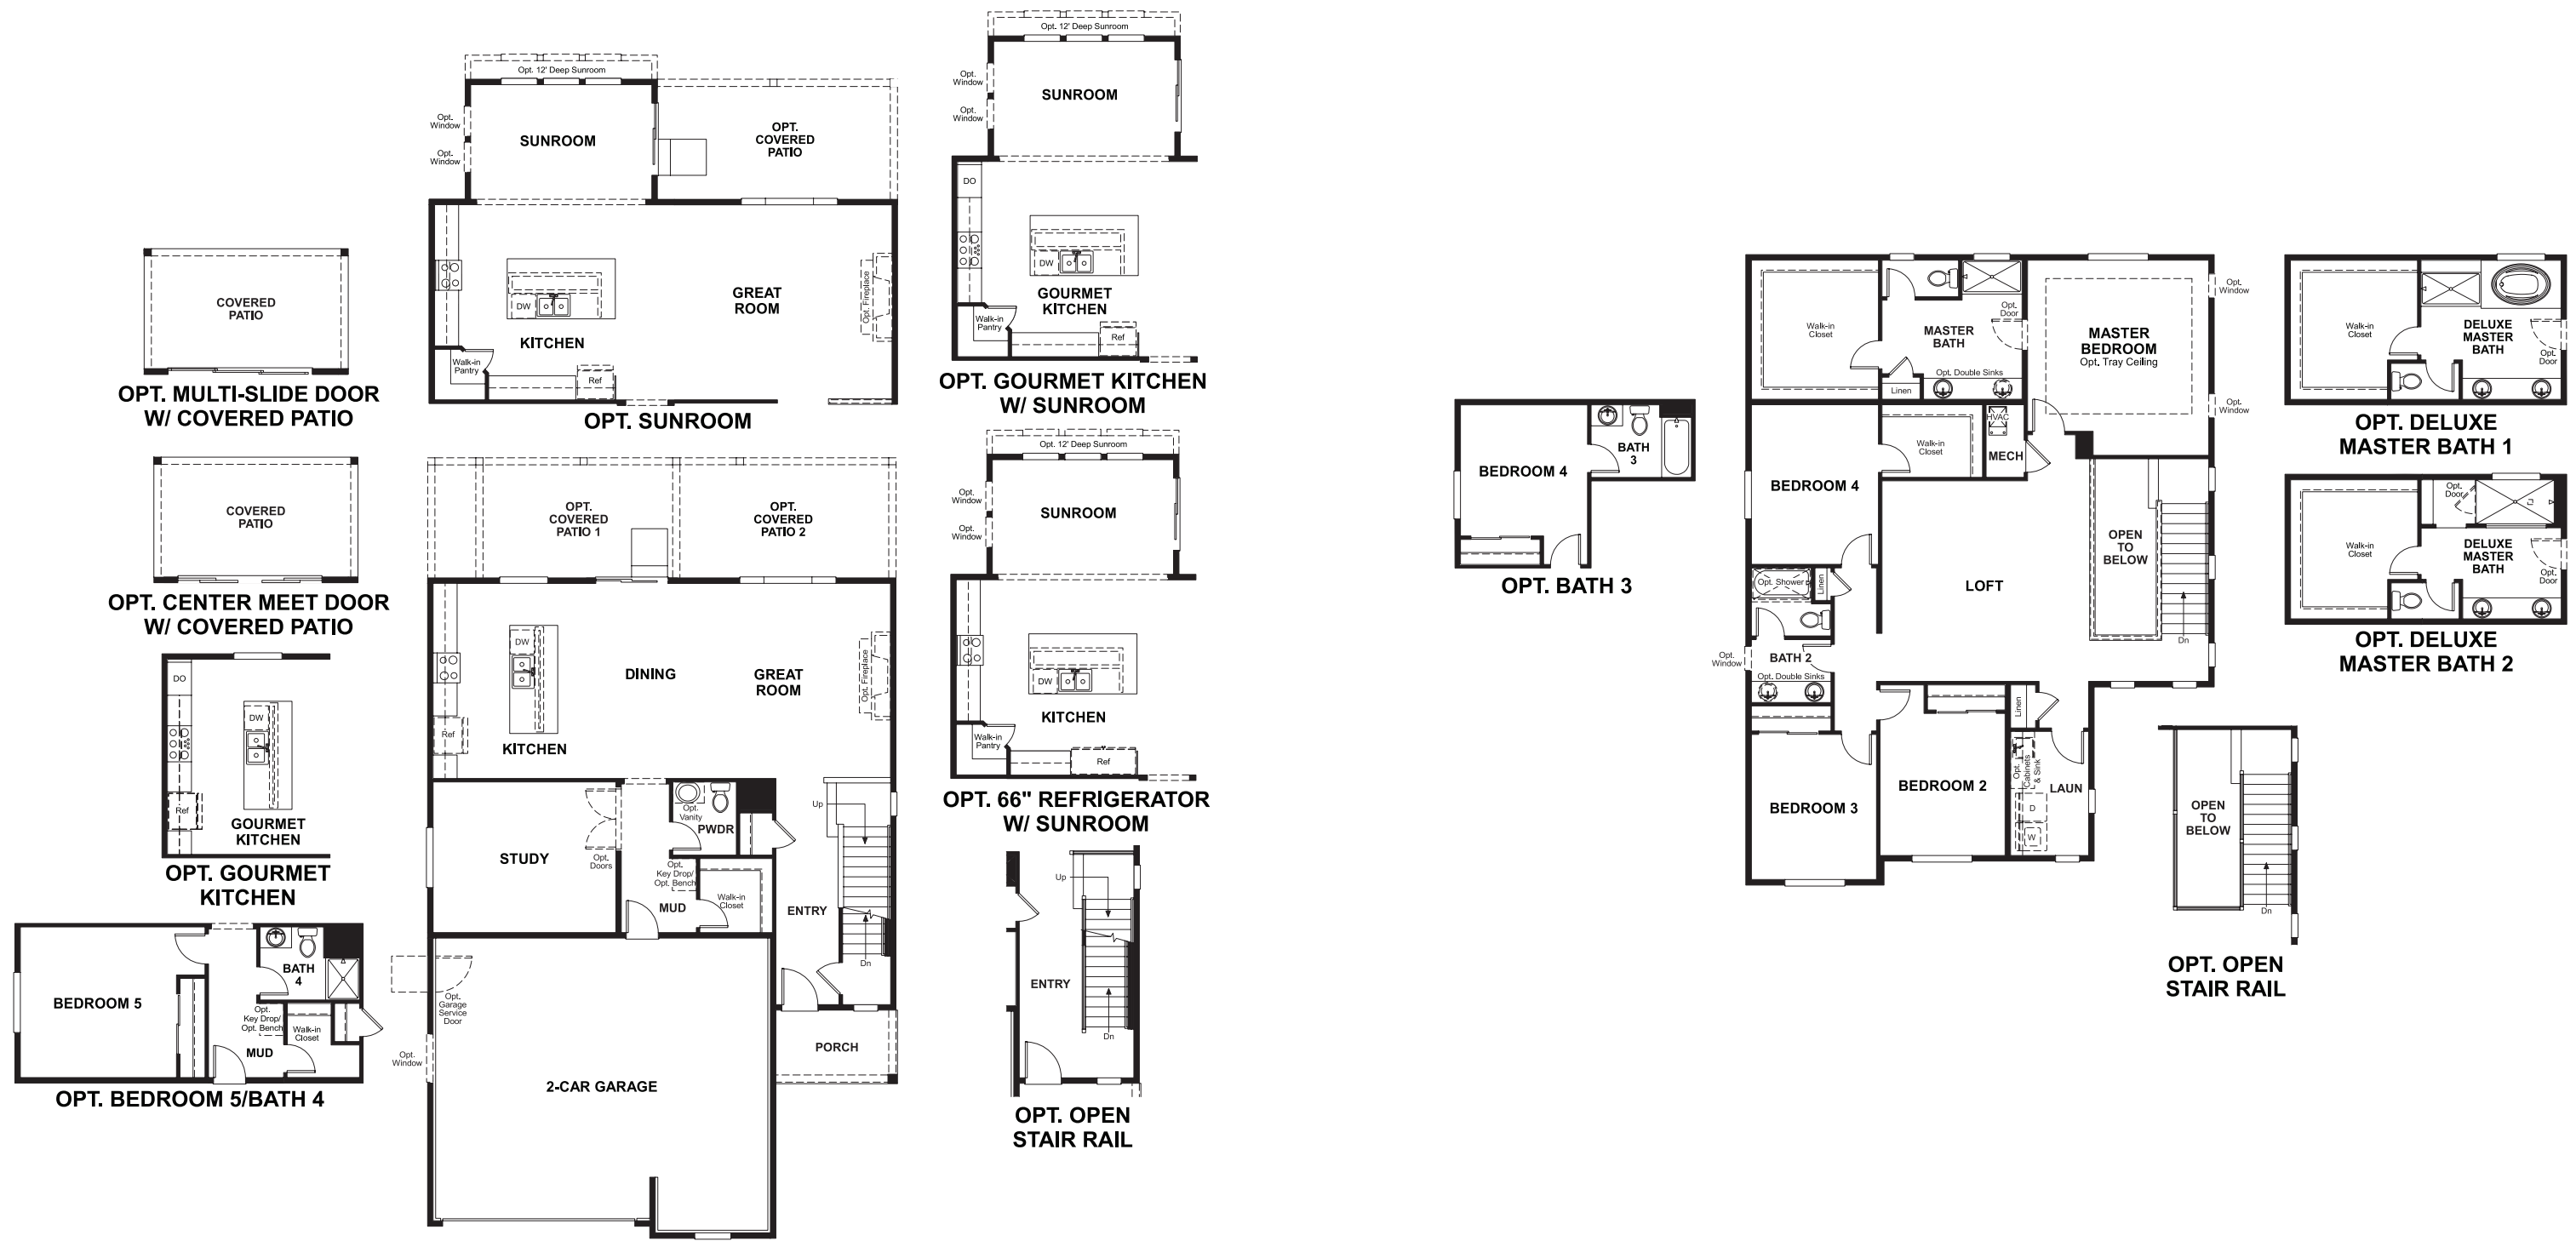 COVERED
PATIO
OPT. MULTI-SLIDE DOOR
W/ COVERED PATIO
COVERED
PATIO
OPT. CENTER MEET DOOR
W/ COVERED PATIO
DO
DW
Ref
GOURMET
KITCHEN
OPT. GOURMET
KITCHEN
BEDROOM 5
BATH
4
Opt.
Key Drop/
Opt. Bench
Walk-in
Closet
MUD
OPT. BEDROOM 5/BATH 4
Opt. 12' Deep Sunroom
Opt.
Window
Opt.
Window
SUNROOM
OPT.
COVERED
PATIO
DW
GREAT
ROOM
Opt. Fireplace
KITCHEN
Walk-in
Pantry
Ref
OPT. SUNROOM
OPT.
COVERED
PATIO 1
OPT.
COVERED
PATIO 2
DW
DINING
GREAT
ROOM
Opt. Fireplace
Ref
KITCHEN
Opt.
Vanity
PWDR
Up
STUDY
Opt.
Doors
Opt.
Key Drop/
Opt. Bench
Walk-in
Closet
MUD
ENTRY
Dn
Opt.
Garage
Service
Door
Opt.
Window
PORCH
2-CAR GARAGE
Opt. 12' Deep Sunroom
Opt.
Window
Opt.
Window
SUNROOM
DO
DW
GOURMET
KITCHEN
Walk-in
Pantry
Ref
OPT. GOURMET KITCHEN
W/ SUNROOM
Opt. 12' Deep Sunroom
Opt.
Window
Opt.
Window
SUNROOM
DW
KITCHEN
Walk-in
Pantry
Ref
OPT. 66" REFRIGERATOR
W/ SUNROOM
Up
ENTRY
Dn
OPT. OPEN
STAIR RAIL
BEDROOM 4
BATH
3
OPT. BATH 3
Walk-in
Closet
Opt.
Door
MASTER
BATH
Opt. Double Sinks
Linen
MASTER
BEDROOM
Opt. Tray Ceiling
Opt.
Window
Opt.
Window
HVAC
Walk-in
Closet
MECH
BEDROOM 4
OPEN
TO
BELOW
LOFT
Opt. Shower
Linen
Dn
Opt.
Window
BATH 2
Opt. Double Sinks
Linen
BEDROOM 3
BEDROOM 2
Opt.
Cabinets
& Sink
LAUN
D
W
Walk-in
Closet
DELUXE
MASTER
BATH
Opt.
Door
OPT. DELUXE
MASTER BATH 1
Opt.
Door
Walk-in
Closet
DELUXE
MASTER
BATH
Opt.
Door
OPT. DELUXE
MASTER BATH 2
OPEN
TO
BELOW
Dn
OPT. OPEN
STAIR RAIL